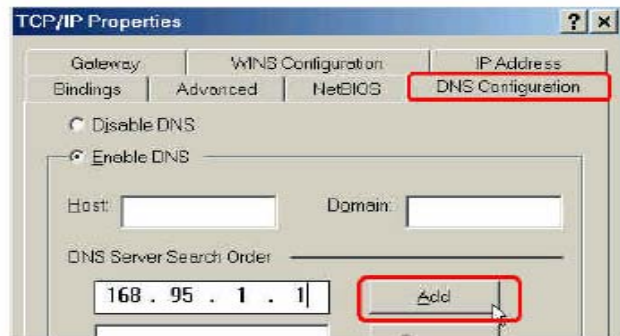 TCP/IP Properties ? ×
Gateway WINS Configuration IP Address
Bindings Advanced NetBIOS DNS Configuration
Disable DNS
Enable DNS
Host: Domain:
DNS Server Search Order
168 . 95 . 1 . 1 Add